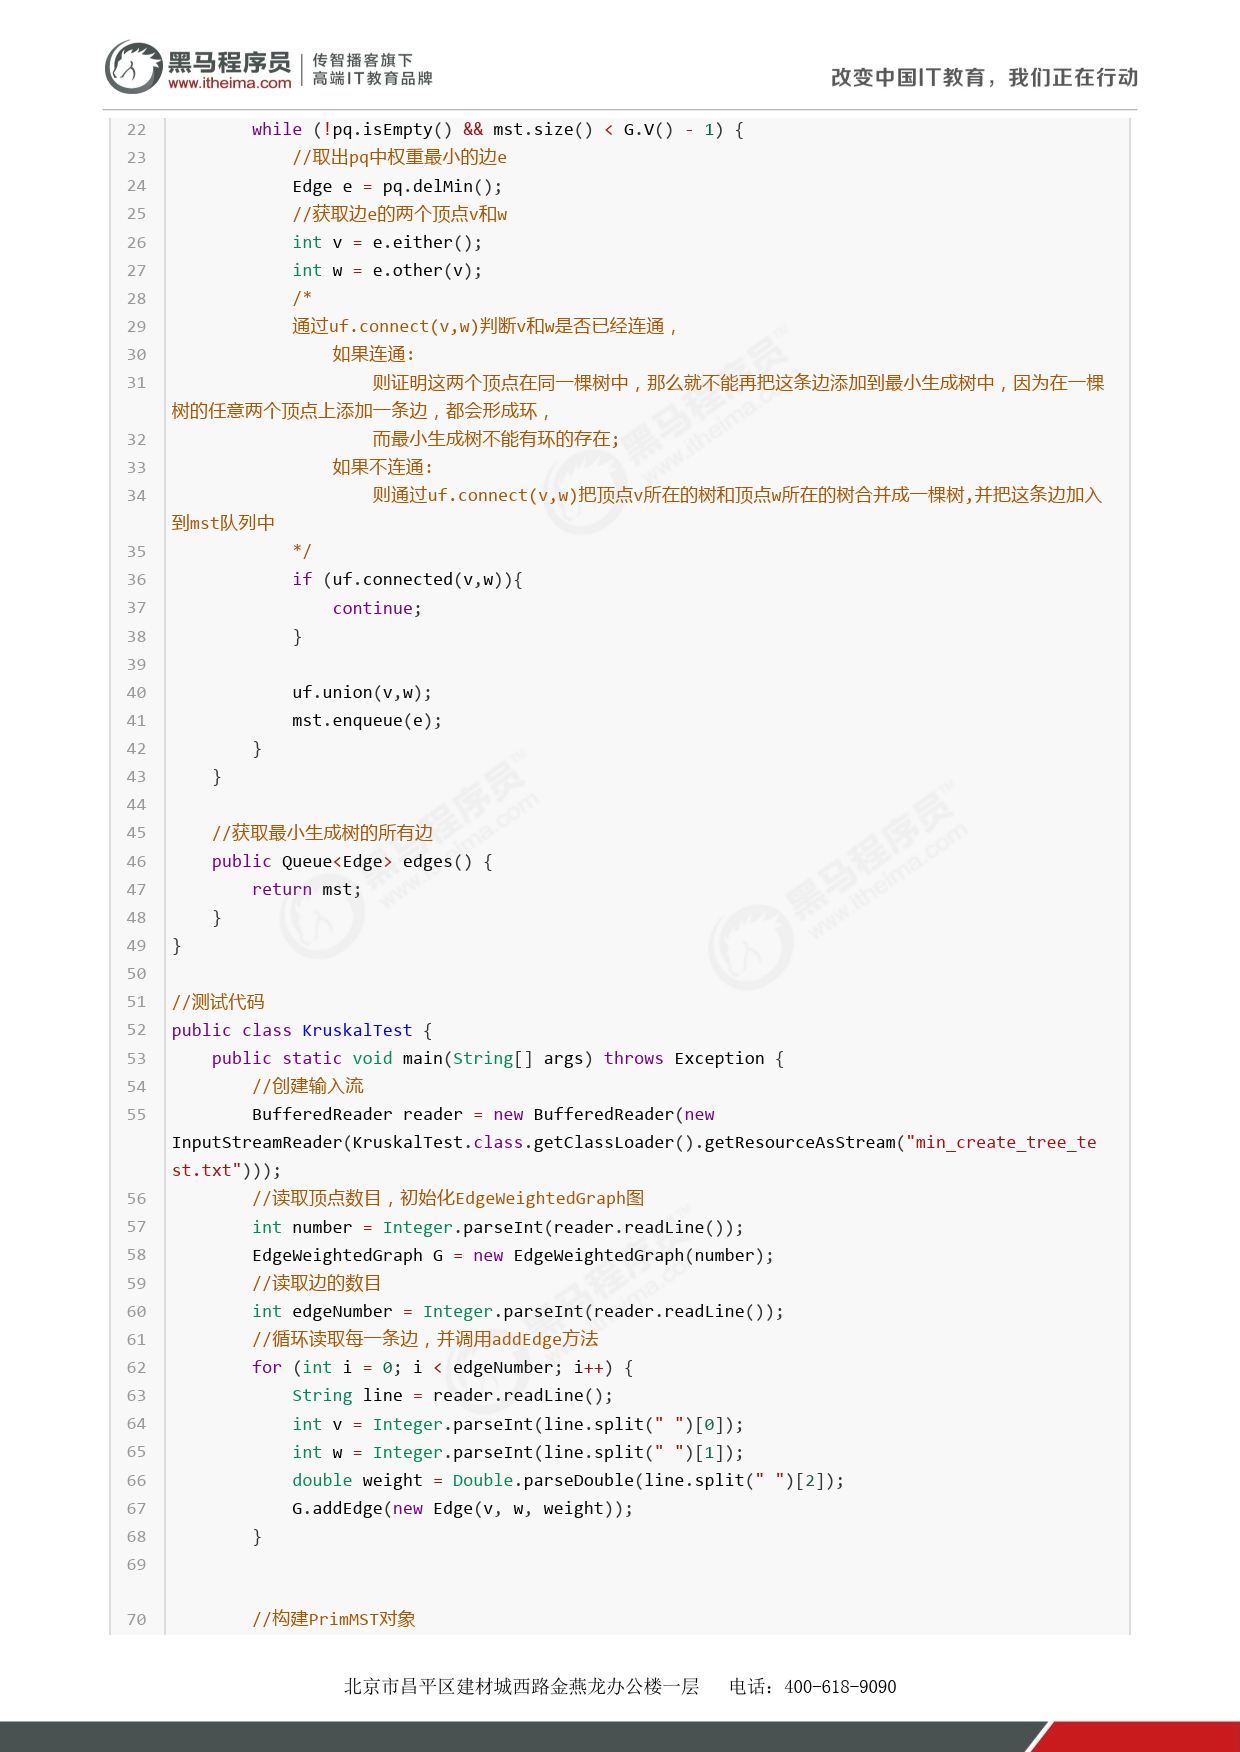 黑马程序员 传智播客旗下
www.itheima.com 高端IT教育品牌
改变中国IT教育，我们正在行动
22 while (!pq.isEmpty() && mst.size() < G.V() - 1) {
23 //取出pq中权重最小的边e
24 Edge e = pq.delMin();
25 //获取边e的两个顶点v和w
26 int v = e.either();
27 int w = e.other(v);
28 /*
29 通过uf.connect(v,w)判断v和w是否已经连通，
30 如果连通:
31 则证明这两个顶点在同一棵树中，那么就不能再把这条边添加到最小生成树中，因为在一棵
树的任意两个顶点上添加一条边，都会形成环，
32 而最小生成树不能有环的存在;
33 如果不连通:
34 则通过uf.connect(v,w)把顶点v所在的树和顶点w所在的树合并成一棵树,并把这条边加入
到mst队列中
35 */
36 if (uf.connected(v,w)){
37 continue;
38 }
39
40 uf.union(v,w);
41 mst.enqueue(e);
42 }
43 }
44
45 //获取最小生成树的所有边
46 public Queue<Edge> edges() {
47 return mst;
48 }
49 }
50
51 //测试代码
52 public class KruskalTest {
53 public static void main(String[] args) throws Exception {
54 //创建输入流
55 BufferedReader reader = new BufferedReader(new
InputStreamReader(KruskalTest.class.getClassLoader().getResourceAsStream("min_create_tree_te
st.txt")));
56 //读取顶点数目，初始化EdgeWeightedGraph图
57 int number = Integer.parseInt(reader.readLine());
58 EdgeWeightedGraph G = new EdgeWeightedGraph(number);
59 //读取边的数目
60 int edgeNumber = Integer.parseInt(reader.readLine());
61 //循环读取每一条边，并调用addEdge方法
62 for (int i = 0; i < edgeNumber; i++) {
63 String line = reader.readLine();
64 int v = Integer.parseInt(line.split(" ")[0]);
65 int w = Integer.parseInt(line.split(" ")[1]);
66 double weight = Double.parseDouble(line.split(" ")[2]);
67 G.addEdge(new Edge(v, w, weight));
68 }
69
70 //构建PrimMST对象
北京市昌平区建材城西路金燕龙办公楼一层 电话：400-618-9090